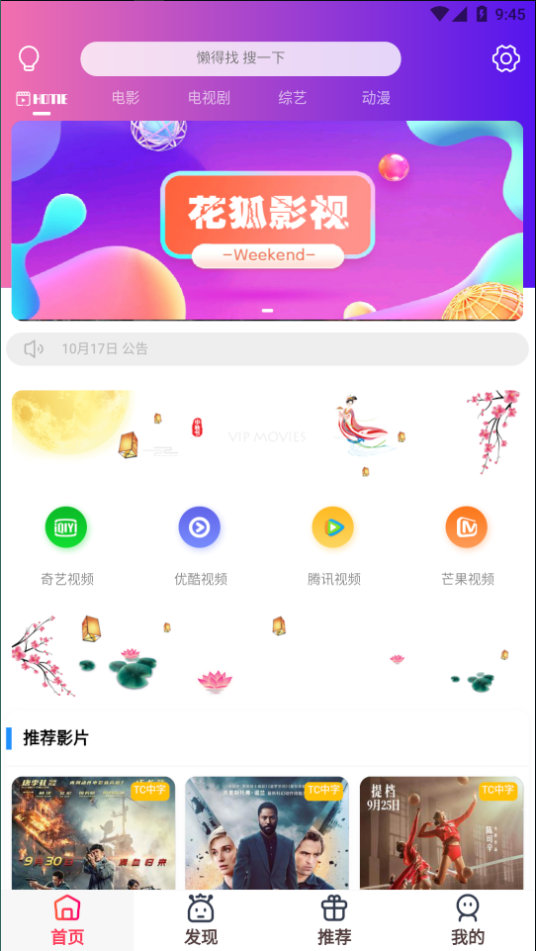 9:45
懒得找 搜一下
HOME
电影
电视剧
综艺
动漫
花狐影视
-Weekend-
10月17日 公告
VIP MOVIES
QIY
奇艺视频
优酷视频
腾讯视频
芒果视频
推荐影片
TC中字
TC中字
提档
9月25日
TC中字
9 30
首页
发现
推荐
我的